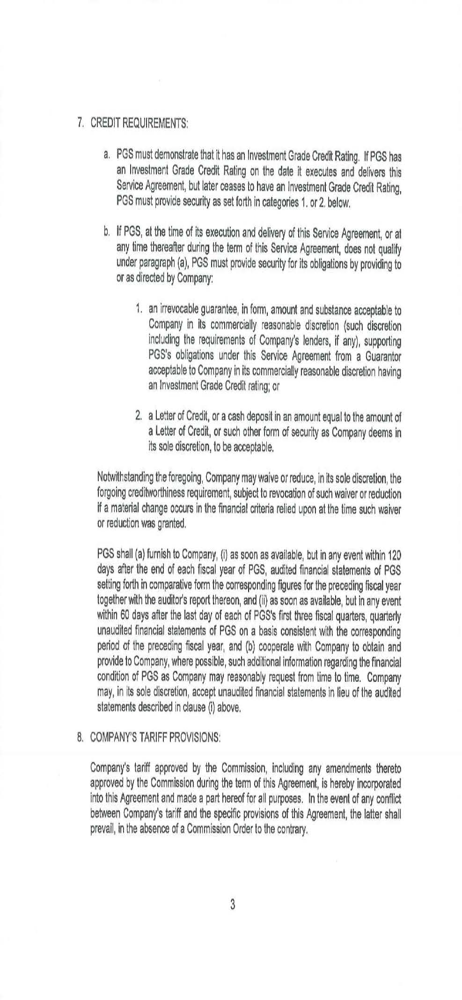 7. CREDIT REQUIREMENTS:
a. PGS must demonstrate that it has an Investment Grade Credit Rating. If PGS has
an Investment Grade Credit Rating on the date it executes and delivers this
Service Agreement, but later ceases to have an Investment Grade Credit Rating,
PGS must provide security as set forth in categories 1. or 2. below.
b. If PGS, at the time of its execution and delivery of this Service Agreement, or at
any time thereafter during the term of this Service Agreement, does not qualify
under paragraph (a), PGS must provide security for its obligations by providing to
or as directed by Company:
1. an irrevocable guarantee, in form, amount and substance acceptable to
Company in its commercially reasonable discretion (such discretion
including the requirements of Company's lenders, if any), supporting
PGS's obligations under this Service Agreement from a Guarantor
acceptable to Company in its commercially reasonable discretion having
an Investment Grade Credit rating; or
2. a Letter of Credit, or a cash deposit in an amount equal to the amount of
a Letter of Credit, or such other form of security as Company deems in
its sole discretion, to be acceptable.
Notwithstanding the foregoing, Company may waive or reduce, in its sole discretion, the
forgoing creditworthiness requirement, subject to revocation of such waiver or reduction
if a material change occurs in the financial criteria relied upon at the time such waiver
or reduction was granted.
PGS shall (a) furnish to Company, (i) as soon as available, but in any event within 120
days after the end of each fiscal year of PGS, audited financial statements of PGS
setting forth in comparative form the corresponding figures for the preceding fiscal year
together with the auditor's report thereon, and (ii) as soon as available, but in any event
within 60 days after the last day of each of PGS's first three fiscal quarters, quarterly
unaudited financial statements of PGS on a basis consistent with the corresponding
period of the preceding fiscal year, and (b) cooperate with Company to obtain and
provide to Company, where possible, such additional information regarding the financial
condition of PGS as Company may reasonably request from time to time. Company
may, in its sole discretion, accept unaudited financial statements in lieu of the audited
statements described in clause (i) above.
8. COMPANY'S TARIFF PROVISIONS:
Company's tariff approved by the Commission, including any amendments thereto
approved by the Commission during the term of this Agreement, is hereby incorporated
into this Agreement and made a part hereof for all purposes. In the event of any conflict
between Company's tariff and the specific provisions of this Agreement, the latter shall
prevail, in the absence of a Commission Order to the contrary.
3